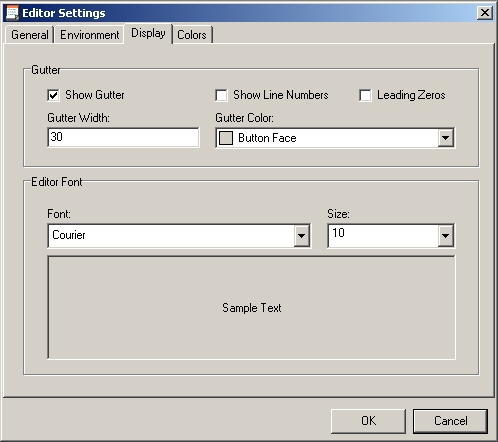 Editor Settings
General Environment Display Colors
Gutter
Show Gutter Show Line Numbers Leading Zeros
Gutter Width: Gutter Color:
30 Button Face
Editor Font
Font: Size:
Courier 10
Sample Text
OK Cancel